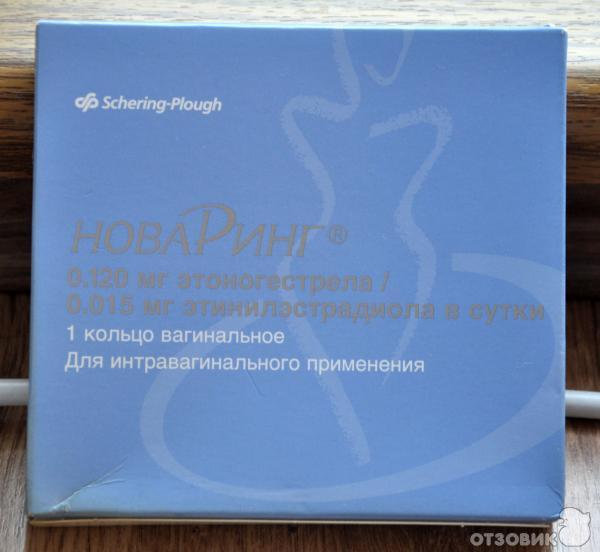 Schering-Plough
НОВАРИНГ®
0.120 мг этоногестрела /
0.015 мг этинилэстрадиола в сутки
1 кольцо вагинальное
Для интравагинального применения
ОТЗОВИК